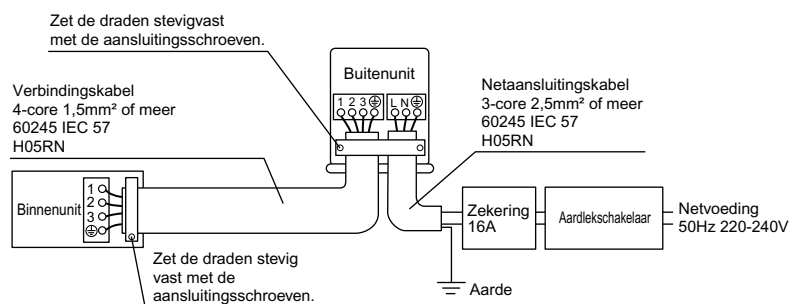 Zet de draden stevigvast
met de aansluitingsschroeven.
Buitenunit
1 2 3
L N
Verbindingskabel
4-core 1,5mm² of meer
60245 IEC 57
H05RN
Netaansluitingskabel
3-core 2,5mm² of meer
60245 IEC 57
H05RN
Binnenunit
1
2
3
Zekering
16A
Aardlekschakelaar
Netvoeding
50Hz 220-240V
Zet de draden stevig
vast met de
aansluitingsschroeven.
Aarde